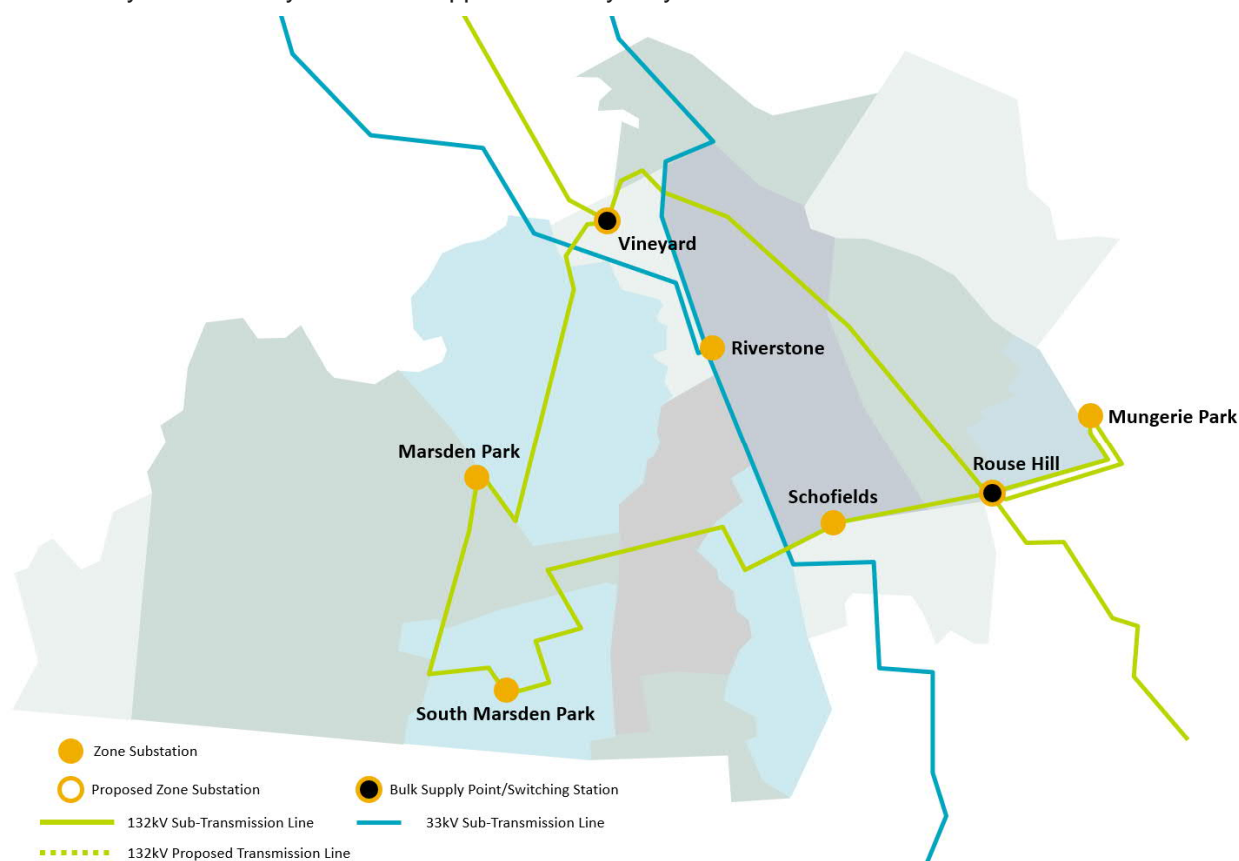 Vineyard
Riverstone
Mungerie Park
Marsden Park
Rouse Hill
Schofields
South Marsden Park
Zone Substation
Proposed Zone Substation
Bulk Supply Point/Switching Station
132kV Sub-Transmission Line
33kV Sub-Transmission Line
132kV Proposed Transmission Line